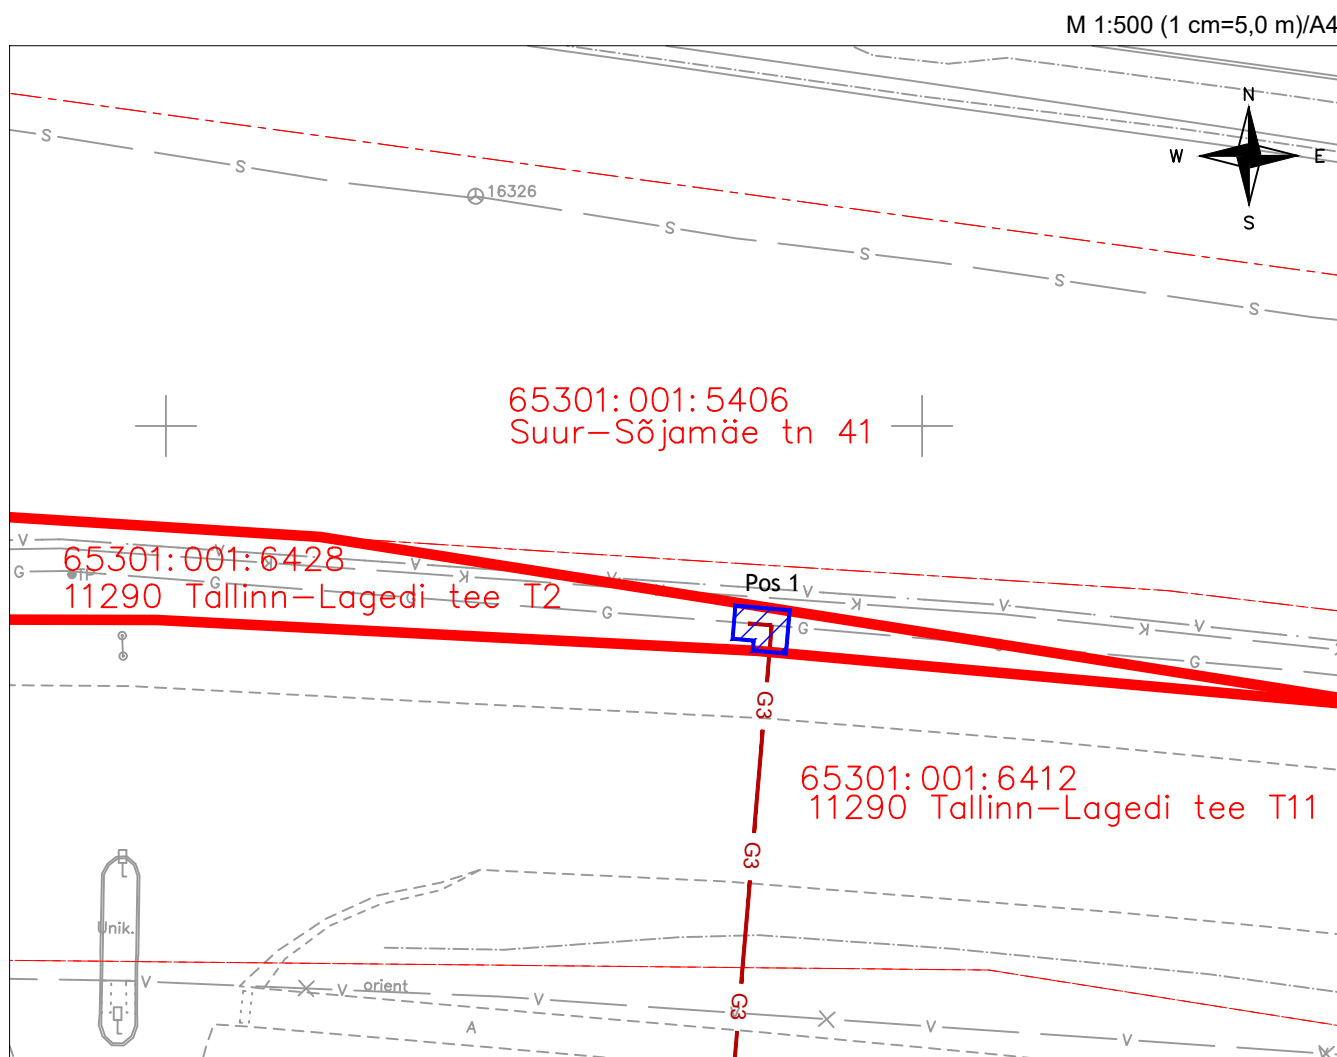 M 1:500 (1 cm=5,0 m)/A4
N
W E
S
S
S
16326
S
S
S
S
65301:001:5406
Suur-Sõjamäe tn 41
V V A V V V V
65301:001:6428
K K K K
G G G G G G
TP
11290 Tallinn-Lagedi tee T2
Pos 1
G3
65301:001:6412
11290 Tallinn-Lagedi tee T11
G3
Unik.
V V orient V V V
G3
A